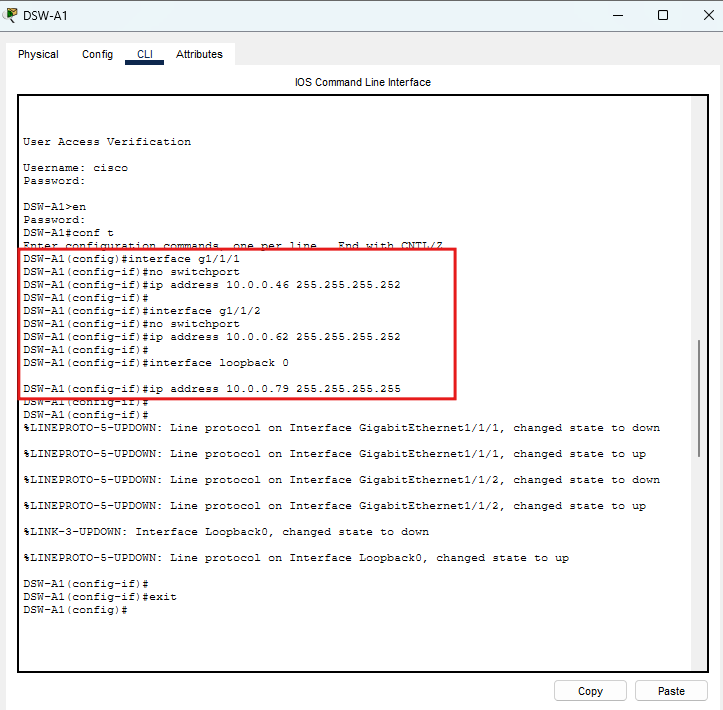 DSW-A1
Physical Config CLI Attributes
IOS Command Line Interface
User Access Verification
Username: cisco
Password:
DSW-A1>en
Password:
DSW-A1#conf t
Enter configuration commands, one per line. End with CNTL/Z.
DSW-A1(config)#interface g1/1/1
DSW-A1(config-if)#no switchport
DSW-A1(config-if)#ip address 10.0.0.46 255.255.255.252
DSW-A1(config-if)#
DSW-A1(config-if)#interface g1/1/2
DSW-A1(config-if)#no switchport
DSW-A1(config-if)#ip address 10.0.0.62 255.255.255.252
DSW-A1(config-if)#
DSW-A1(config-if)#interface loopback 0
DSW-A1(config-if)#ip address 10.0.0.79 255.255.255.255
DSW-A1(config-if)#
DSW-A1(config-if)#
%LINEPROTO-5-UPDOWN: Line protocol on Interface GigabitEthernet1/1/1, changed state to down
%LINEPROTO-5-UPDOWN: Line protocol on Interface GigabitEthernet1/1/1, changed state to up
%LINEPROTO-5-UPDOWN: Line protocol on Interface GigabitEthernet1/1/2, changed state to down
%LINEPROTO-5-UPDOWN: Line protocol on Interface GigabitEthernet1/1/2, changed state to up
%LINK-3-UPDOWN: Interface Loopback0, changed state to down
%LINEPROTO-5-UPDOWN: Line protocol on Interface Loopback0, changed state to up
DSW-A1(config-if)#
DSW-A1(config-if)#exit
DSW-A1(config)#
Copy Paste